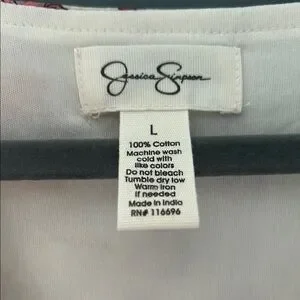 Jessica Simpson
L
100% Cotton
Machine wash
cold with
like colors
Do not bleach
Tumble dry low
Warm iron
if needed
Made in India
RN# 116696